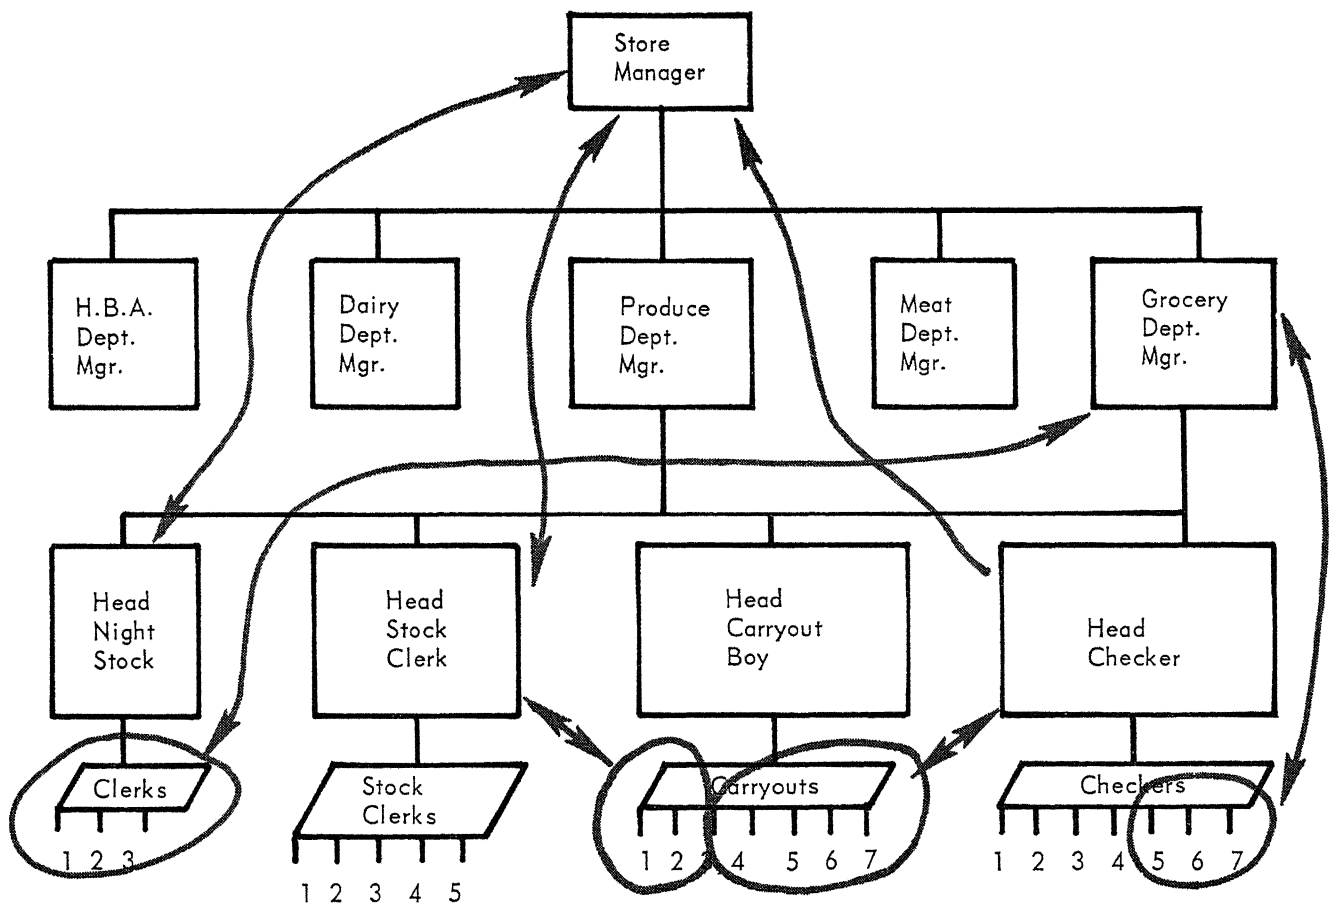 Store
Manager
H.B.A.
Dept.
Mgr.
Dairy
Dept.
Mgr.
Produce
Dept.
Mgr.
Meat
Dept.
Mgr.
Grocery
Dept.
Mgr.
Head
Night
Stock
Head
Stock
Clerk
Head
Carryout
Boy
Head
Checker
Clerks
1 2 3
Stock
Clerks
1 2 3 4 5
Carryouts
1 2 3 4 5 6 7
Checkers
1 2 3 4 5 6 7